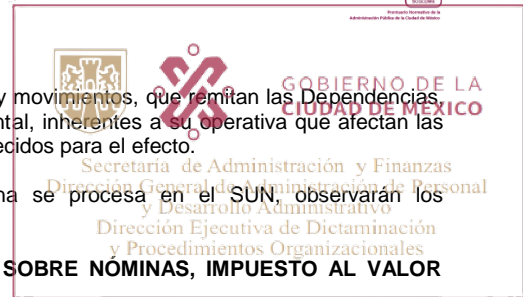 Prontuario Normativo de la
Administración Pública de la Ciudad de México
GOBIERNO DE LA
CIUDAD DE MÉXICO
y movimientos, que remitan las Dependencias,
ntal, inherentes a su operativa que afectan las
ecidos para el efecto.
Secretaría de Administración y Finanzas
Dirección General de Administración de Personal
na se procesa en el SUN, observarán los
y Desarrollo Administrativo
Dirección Ejecutiva de Dictaminación
y Procedimientos Organizacionales
SOBRE NÓMINAS, IMPUESTO AL VALOR